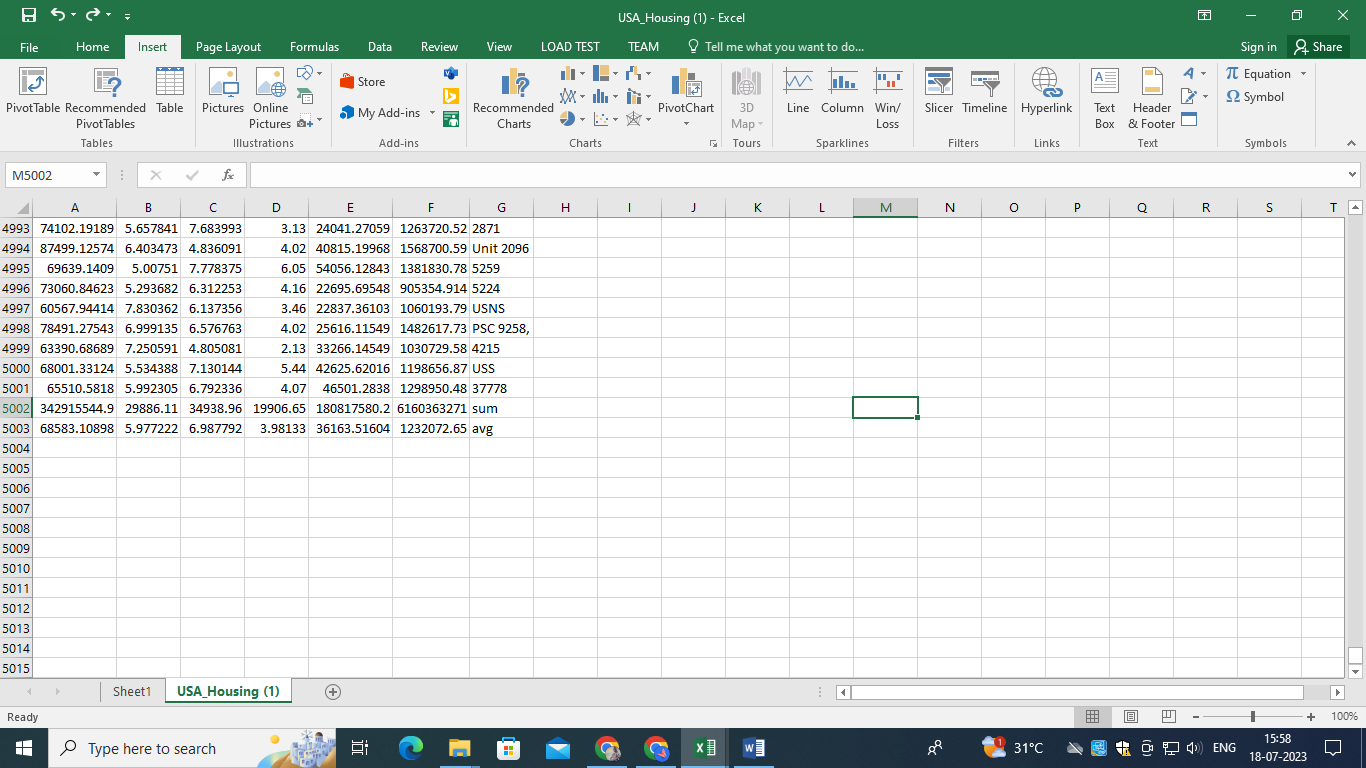 USA_Housing (1) - Excel
File Home Insert Page Layout Formulas Data Review View LOAD TEST TEAM Tell me what you want to do... Sign in Share
PivotTable Recommended PivotTables Table
Tables
Pictures Online Pictures
Illustrations
Store
My Add-ins
Add-ins
Recommended Charts
PivotChart
Charts
3D Map
Tours
Line Column Win/ Loss
Sparklines
Slicer Timeline
Filters
Hyperlink
Links
Text Box Header & Footer
Text
Equation
Symbol
Symbols
M5002 fx
A B C D E F G H I J K L M N O P Q R S T
4993 74102.19189 5.657841 7.683993 3.13 24041.27059 1263720.52 2871
4994 87499.12574 6.403473 4.836091 4.02 40815.19968 1568700.59 Unit 2096
4995 69639.1409 5.00751 7.778375 6.05 54056.12843 1381830.78 5259
4996 73060.84623 5.293682 6.312253 4.16 22695.69548 905354.914 5224
4997 60567.94414 7.830362 6.137356 3.46 22837.36103 1060193.79 USNS
4998 78491.27543 6.999135 6.576763 4.02 25616.11549 1482617.73 PSC 9258,
4999 63390.68689 7.250591 4.805081 2.13 33266.14549 1030729.58 4215
5000 68001.33124 5.534388 7.130144 5.44 42625.62016 1198656.87 USS
5001 65510.5818 5.992305 6.792336 4.07 46501.2838 1298950.48 37778
5002 342915544.9 29886.11 34938.96 19906.65 180817580.2 6160363271 sum
5003 68583.10898 5.977222 6.987792 3.98133 36163.51604 1232072.65 avg
5004
5005
5006
5007
5008
5009
5010
5011
5012
5013
5014
5015
Sheet1 USA_Housing (1)
Ready 100%
Type here to search 31°C ENG 15:58
18-07-2023